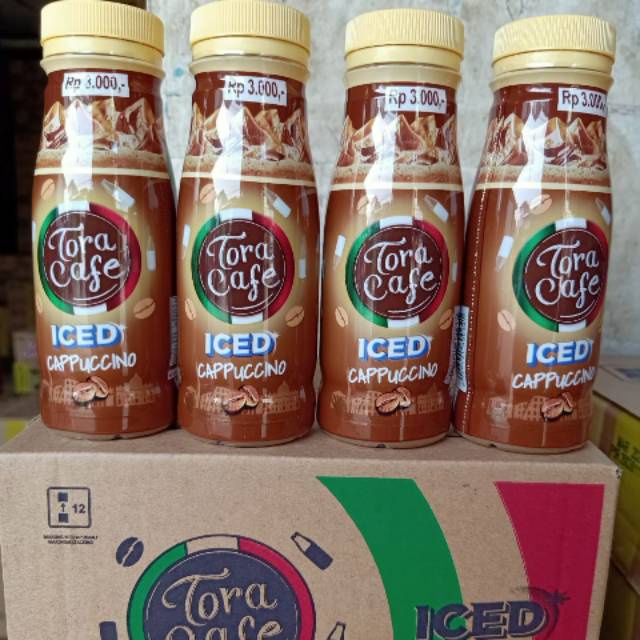 Rp 3.000,-
Tora
Cafe
ICED
CAPPUCCINO
Rp 3.000,-
Tora
Cafe
ICED
CAPPUCCINO
Rp 3.000,-
Tora
Cafe
ICED
CAPPUCCINO
Rp 3.000,-
Tora
Cafe
ICED
CAPPUCCINO
12
Tora
Cafe
ICED